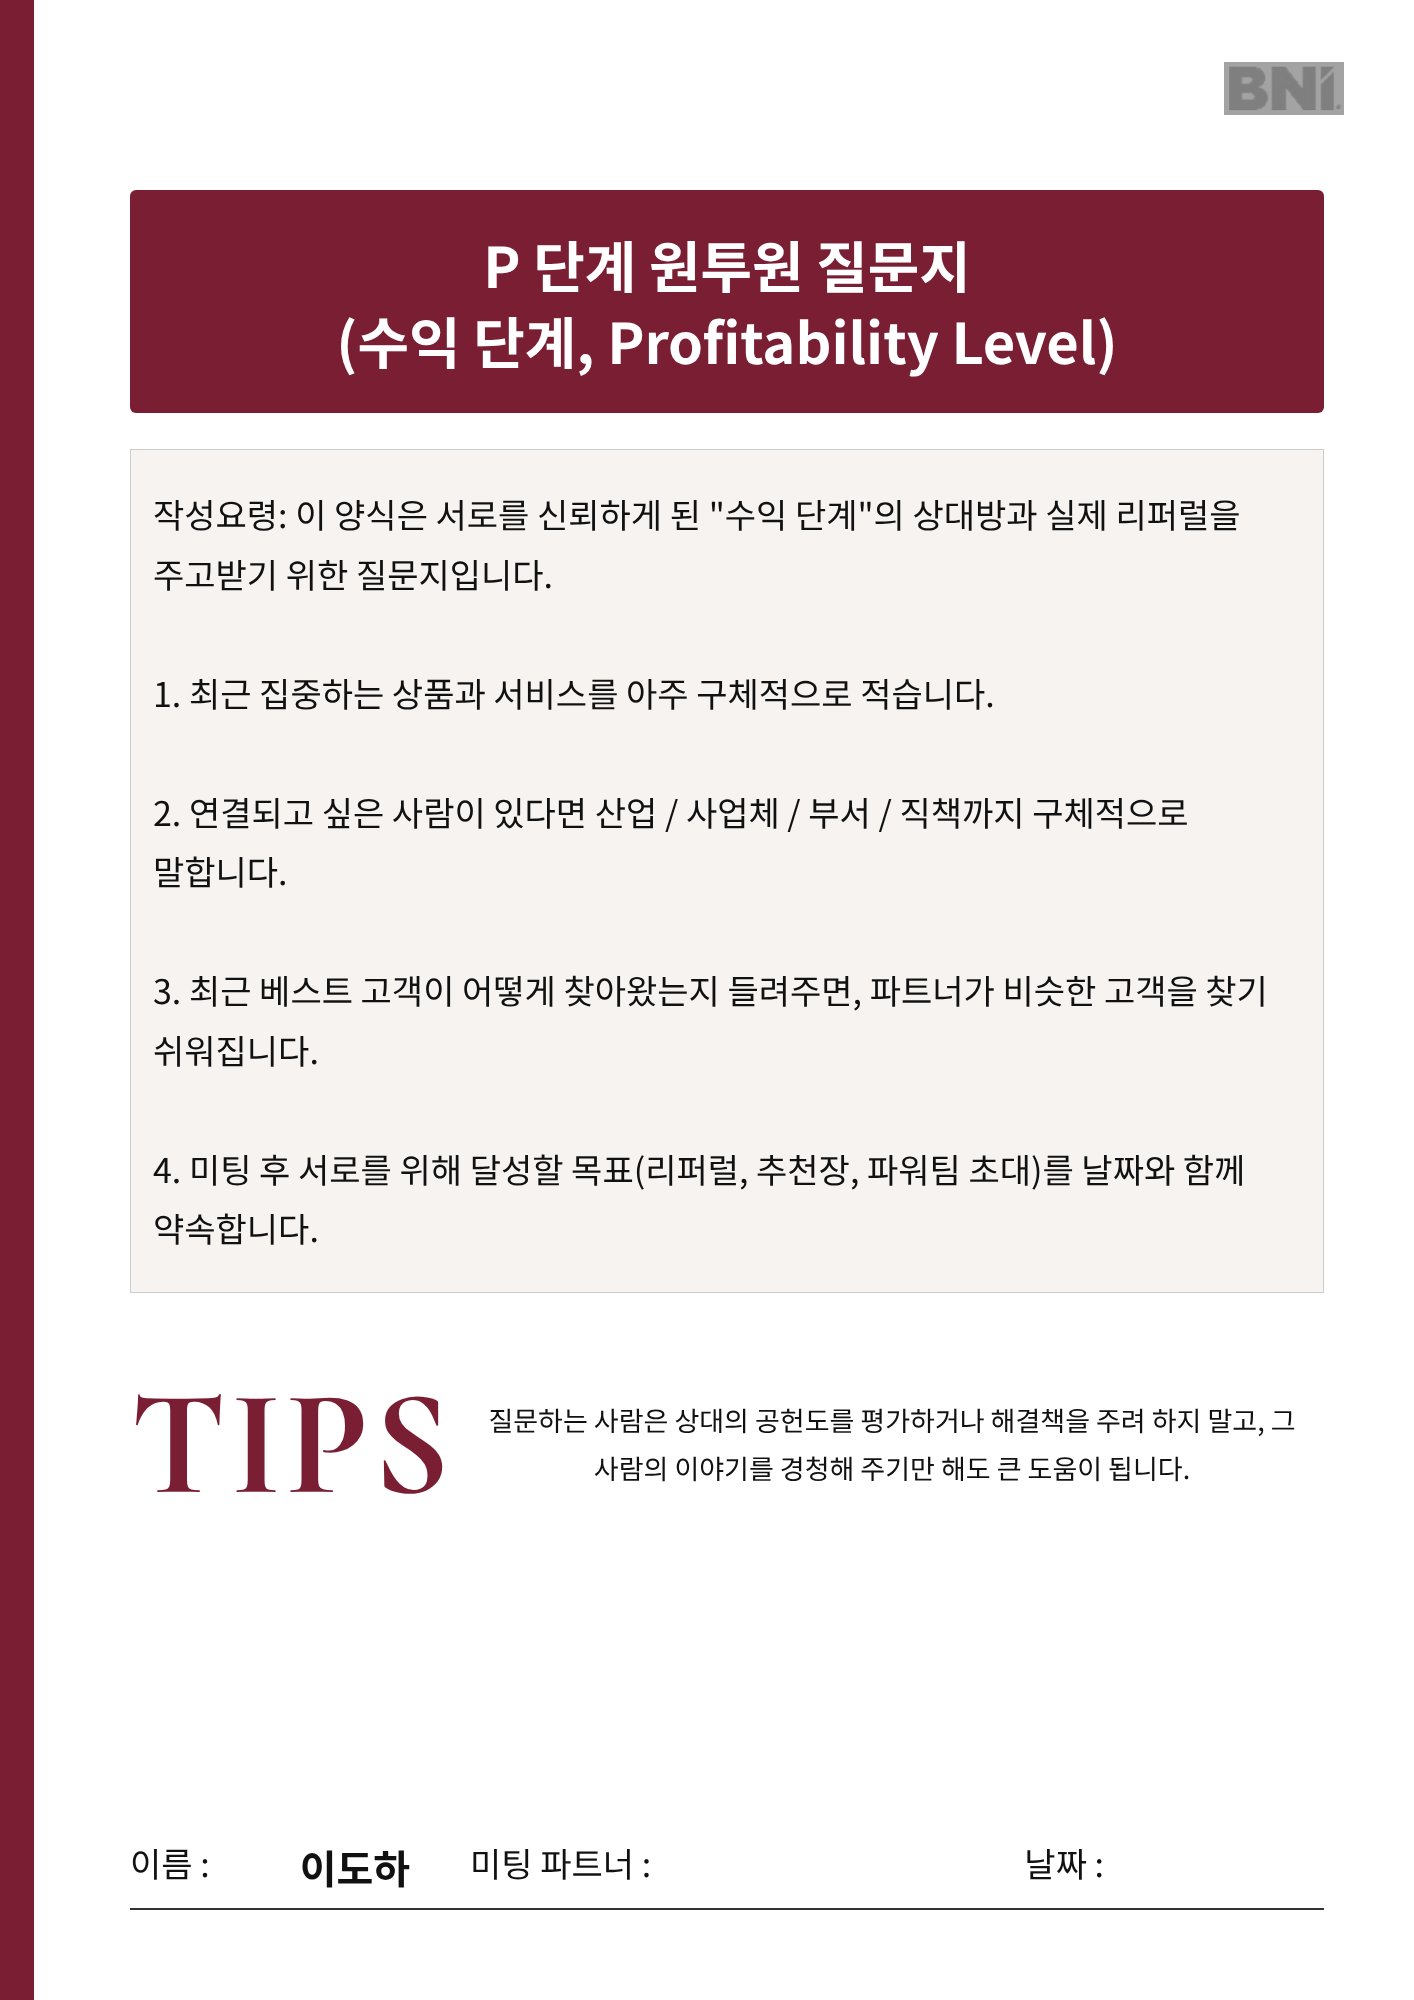 BNI
P 단계 원투원 질문지
(수익 단계, Profitability Level)
작성요령: 이 양식은 서로를 신뢰하게 된 "수익 단계"의 상대방과 실제 리퍼럴을
주고받기 위한 질문지입니다.
1. 최근 집중하는 상품과 서비스를 아주 구체적으로 적습니다.
2. 연결되고 싶은 사람이 있다면 산업 / 사업체 / 부서 / 직책까지 구체적으로
말합니다.
3. 최근 베스트 고객이 어떻게 찾아왔는지 들려주면, 파트너가 비슷한 고객을 찾기
쉬워집니다.
4. 미팅 후 서로를 위해 달성할 목표(리퍼럴, 추천장, 파워팀 초대)를 날짜와 함께
약속합니다.
TIPS
질문하는 사람은 상대의 공헌도를 평가하거나 해결책을 주려 하지 말고, 그
사람의 이야기를 경청해 주기만 해도 큰 도움이 됩니다.
이름 : 이도하 미팅 파트너 : 날짜 :